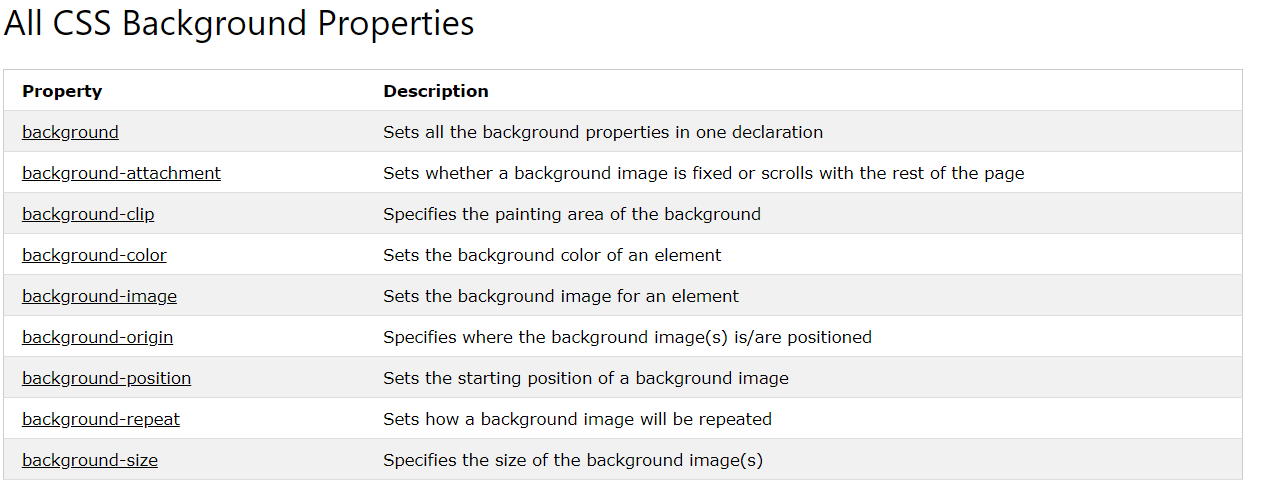 All CSS Background Properties
Property Description
background Sets all the background properties in one declaration
background-attachment Sets whether a background image is fixed or scrolls with the rest of the page
background-clip Specifies the painting area of the background
background-color Sets the background color of an element
background-image Sets the background image for an element
background-origin Specifies where the background image(s) is/are positioned
background-position Sets the starting position of a background image
background-repeat Sets how a background image will be repeated
background-size Specifies the size of the background image(s)